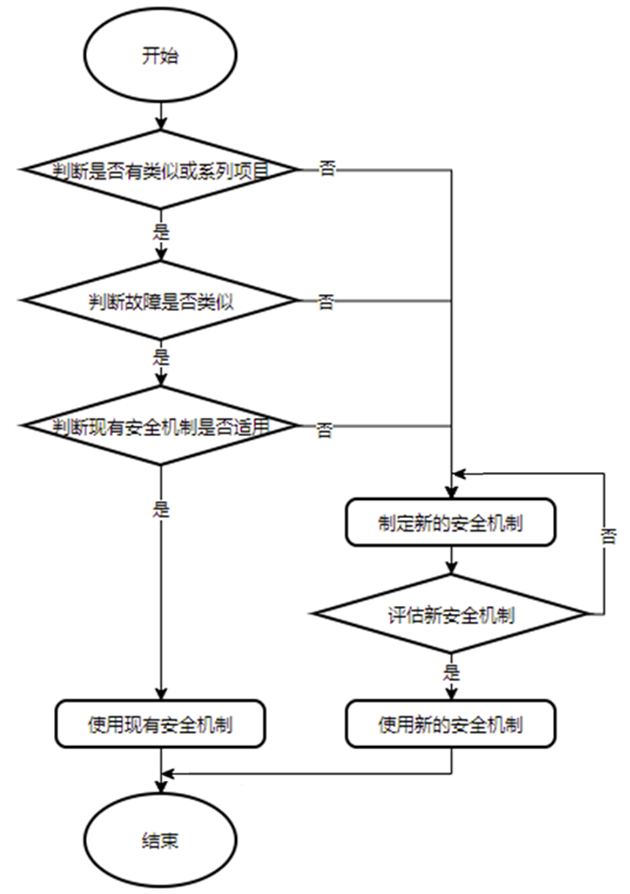 开始
判断是否有类似或系列项目
否
是
判断故障是否类似
否
是
判断现有安全机制是否适用
否
是
制定新的安全机制
否
评估新安全机制
是
使用现有安全机制
使用新的安全机制
结束